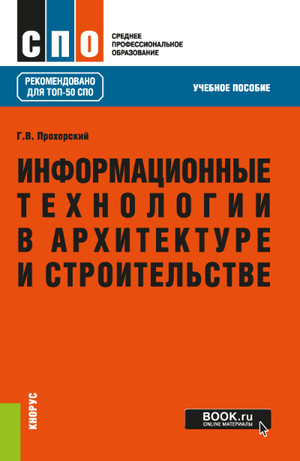 СПО
СРЕДНЕЕ
ПРОФЕССИОНАЛЬНОЕ
ОБРАЗОВАНИЕ
РЕКОМЕНДОВАНО
ДЛЯ ТОП-50 СПО
УЧЕБНОЕ ПОСОБИЕ
Г.В. Прохорский
ИНФОРМАЦИОННЫЕ
ТЕХНОЛОГИИ
В АРХИТЕКТУРЕ
И СТРОИТЕЛЬСТВЕ
КНОРУС
BOOK.ru
ONLINE МАТЕРИАЛЫ